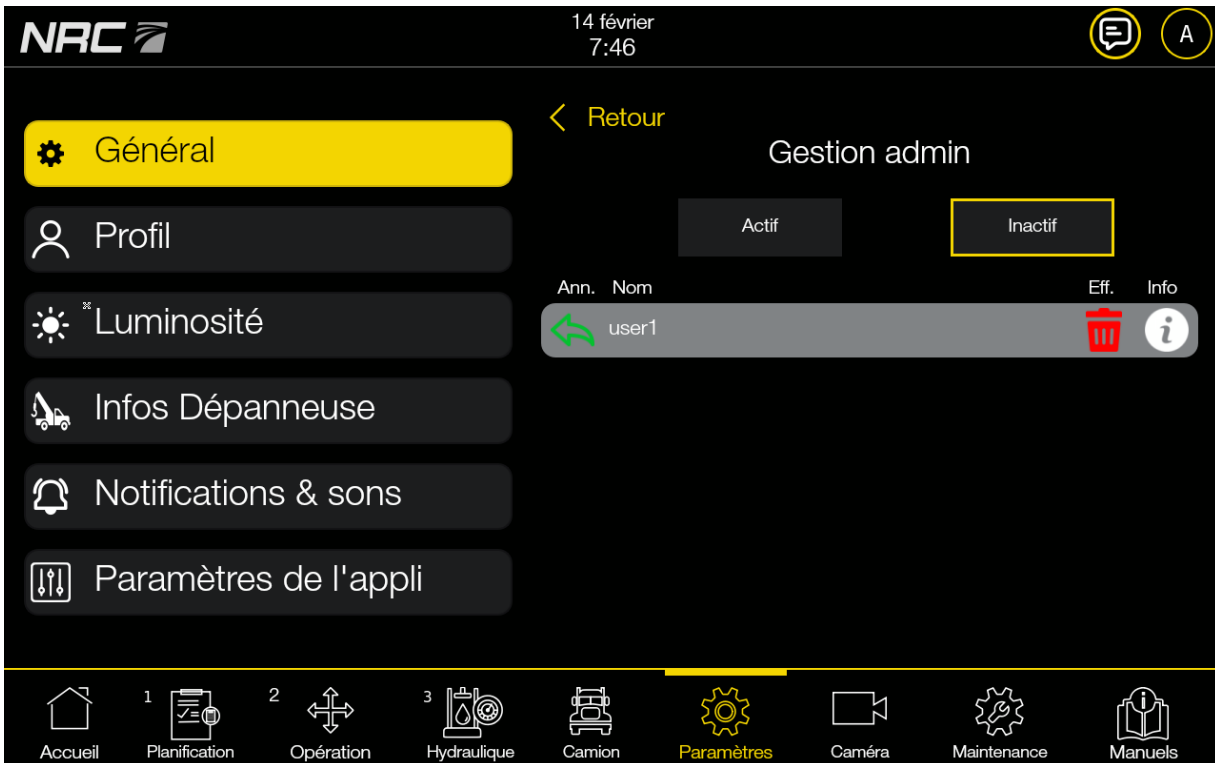 NRC
14 février
7:46
A
Général
Profil
Luminosité
Infos Dépanneuse
Notifications & sons
Paramètres de l'appli
Retour
Gestion admin
Actif
Inactif
Ann. Nom Eff. Info
user1
i
1
2
3
Accueil
Planification
Opération
Hydraulique
Camion
Paramètres
Caméra
Maintenance
Manuels